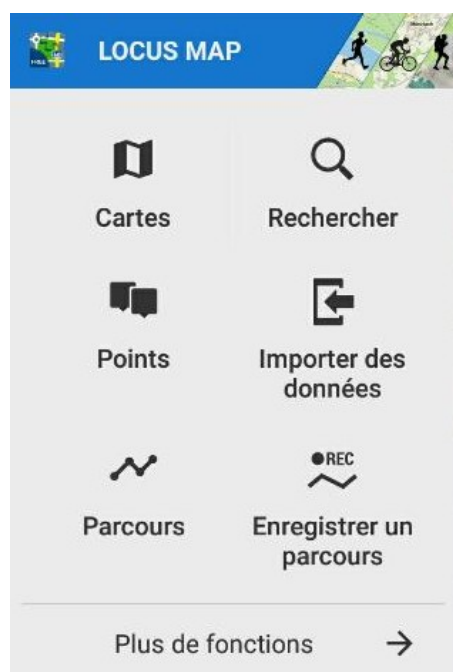 LOCUS MAP
Cartes
Rechercher
Points
Importer des
données
Parcours
REC
Enregistrer un
parcours
Plus de fonctions